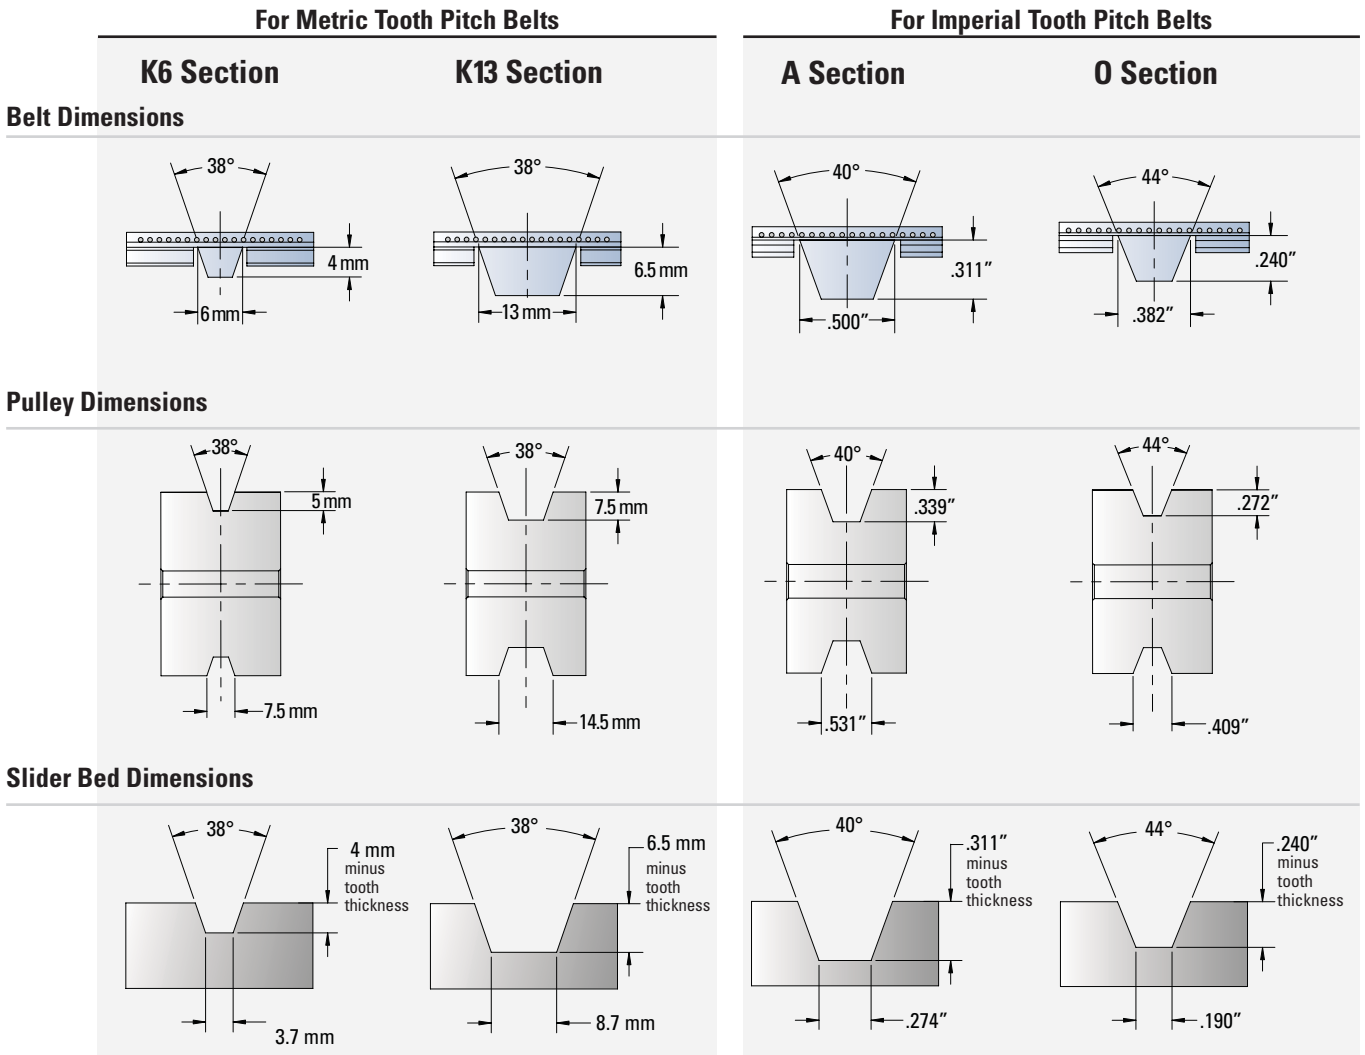 For Metric Tooth Pitch Belts
For Imperial Tooth Pitch Belts
K6 Section
K13 Section
A Section
O Section
Belt Dimensions
38°
38°
40°
44°
4 mm
6.5 mm
.311”
.240”
6 mm
13 mm
.500”
.382”
Pulley Dimensions
38°
38°
40°
44°
5 mm
7.5 mm
.339”
.272”
7.5 mm
14.5 mm
.531”
.409”
Slider Bed Dimensions
38°
38°
40°
44°
4 mm
minus
tooth
thickness
6.5 mm
minus
tooth
thickness
.311”
minus
tooth
thickness
.240”
minus
tooth
thickness
3.7 mm
8.7 mm
.274”
.190”